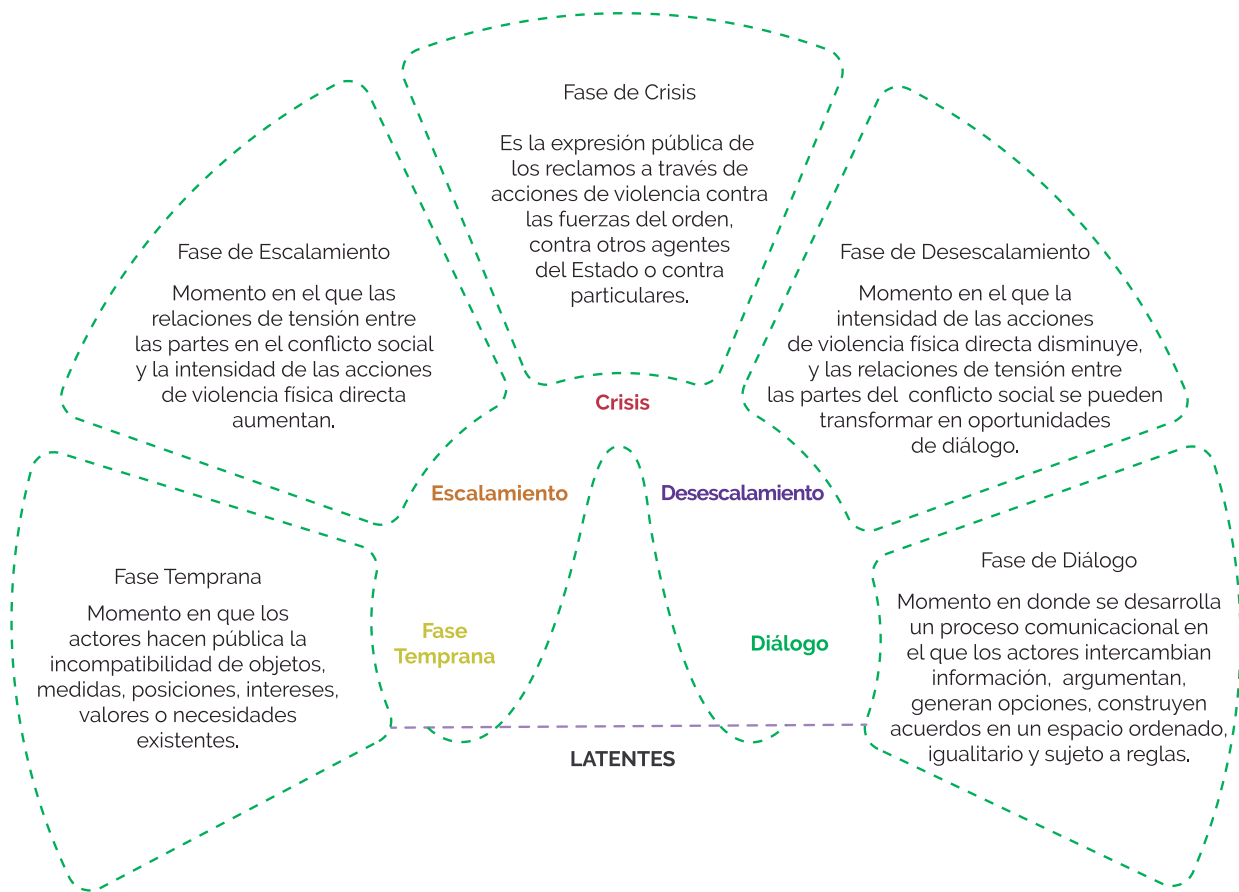 Fase de Crisis
Es la expresión pública de
los reclamos a través de
acciones de violencia contra
las fuerzas del orden,
contra otros agentes
del Estado o contra
particulares.
Fase de Escalamiento
Momento en el que las
relaciones de tensión entre
las partes en el conflicto social
y la intensidad de las acciones
de violencia física directa
aumentan.
Fase de Desescalamiento
Momento en el que la
intensidad de las acciones
de violencia física directa disminuye,
y las relaciones de tensión entre
las partes del conflicto social se pueden
transformar en oportunidades
de diálogo.
Crisis
Escalamiento
Desescalamiento
Fase Temprana
Momento en que los
actores hacen pública la
incompatibilidad de objetos,
medidas, posiciones, intereses,
valores o necesidades
existentes.
Fase
Temprana
Diálogo
Fase de Diálogo
Momento en donde se desarrolla
un proceso comunicacional en
el que los actores intercambian
información, argumentan,
generan opciones, construyen
acuerdos en un espacio ordenado,
igualitario y sujeto a reglas.
LATENTES